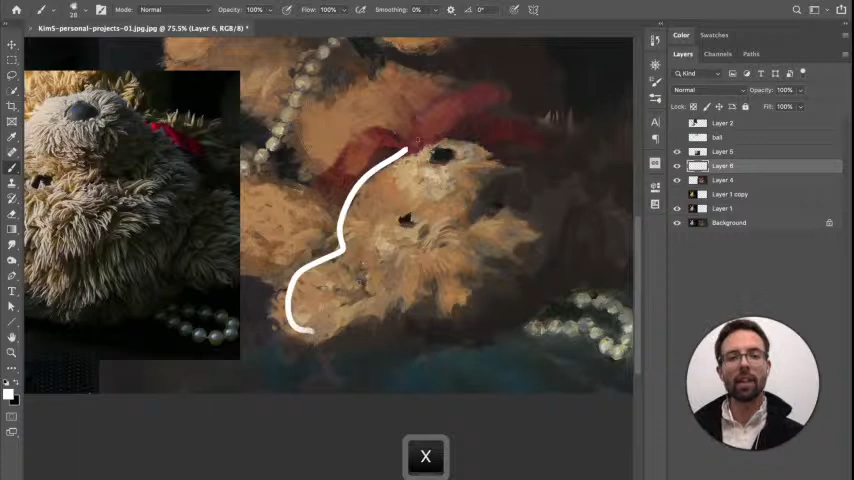 28 Mode: Normal Opacity: 100% Flow: 100% Smoothing: 0% 0°
KimS-personal-projects-01.jpg.jpg @ 75.5% (Layer 6, RGB/8) *
Color Swatches
Layers Channels Paths
Kind
Normal Opacity: 100%
Lock: Fill: 100%
Layer 2
ball
Layer 5
Layer 6
Layer 4
Layer 1 copy
Layer 1
Background
X